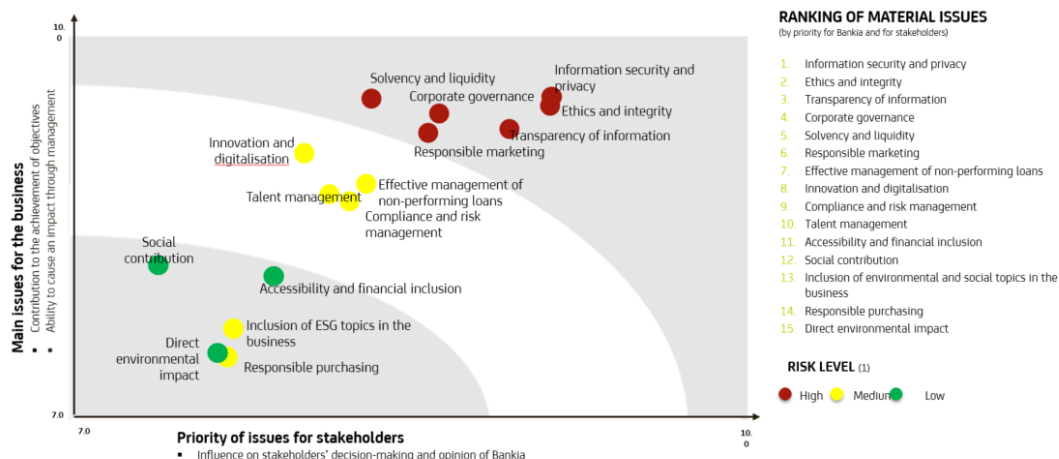 10.
0
Main issues for the business
▪ Contribution to the achievement of objectives
▪ Ability to cause an impact through management
Solvency and liquidity
Information security and
privacy
Corporate governance
Ethics and integrity
Transparency of information
Responsible marketing
Innovation and
digitalisation
Talent management
Effective management of
non-performing loans
Compliance and risk
management
Social
contribution
Accessibility and financial inclusion
Inclusion of ESG topics in the
business
Direct
environmental
impact
Responsible purchasing
7.0
7.0
10.
0
Priority of issues for stakeholders
▪ Influence on stakeholders' decision-making and opinion of Bankia
RANKING OF MATERIAL ISSUES
(by priority for Bankia and for stakeholders)
1. Information security and privacy
2. Ethics and integrity
3. Transparency of information
4. Corporate governance
5. Solvency and liquidity
6. Responsible marketing
7. Effective management of non-performing loans
8. Innovation and digitalisation
9. Compliance and risk management
10. Talent management
11. Accessibility and financial inclusion
12. Social contribution
13. Inclusion of environmental and social topics in the
business
14. Responsible purchasing
15. Direct environmental impact
RISK LEVEL (1)
High Medium Low